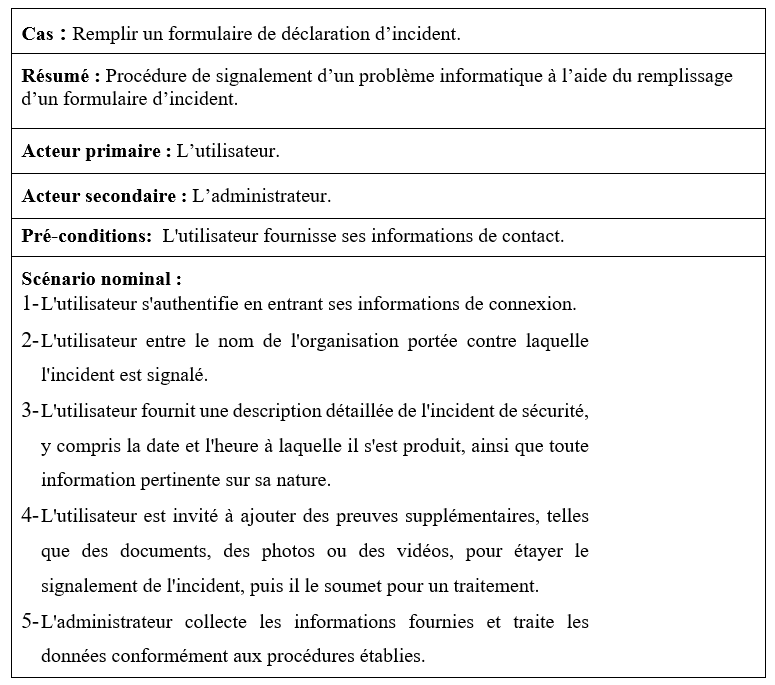 Cas : Remplir un formulaire de déclaration d’incident.
Résumé : Procédure de signalement d’un problème informatique à l’aide du remplissage
d’un formulaire d’incident.
Acteur primaire : L’utilisateur.
Acteur secondaire : L’administrateur.
Pré-conditions: L'utilisateur fournisse ses informations de contact.
Scénario nominal :
1-L'utilisateur s'authentifie en entrant ses informations de connexion.
2-L'utilisateur entre le nom de l'organisation portée contre laquelle
l'incident est signalé.
3-L'utilisateur fournit une description détaillée de l'incident de sécurité,
y compris la date et l'heure à laquelle il s'est produit, ainsi que toute
information pertinente sur sa nature.
4-L'utilisateur est invité à ajouter des preuves supplémentaires, telles
que des documents, des photos ou des vidéos, pour étayer le
signalement de l'incident, puis il le soumet pour un traitement.
5-L'administrateur collecte les informations fournies et traite les
données conformément aux procédures établies.